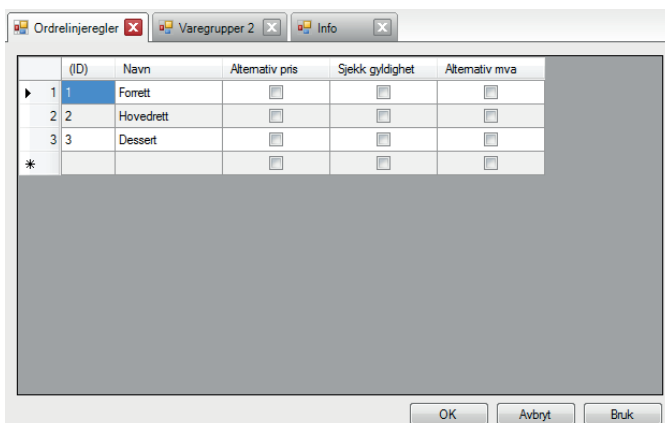 Ordrelinjeregler Varegrupper 2 Info
(ID) Navn Alternativ pris Sjekk gyldighet Alternativ mva
1 1 Forrett
2 2 Hovedrett
3 3 Dessert
OK Avbryt Bruk